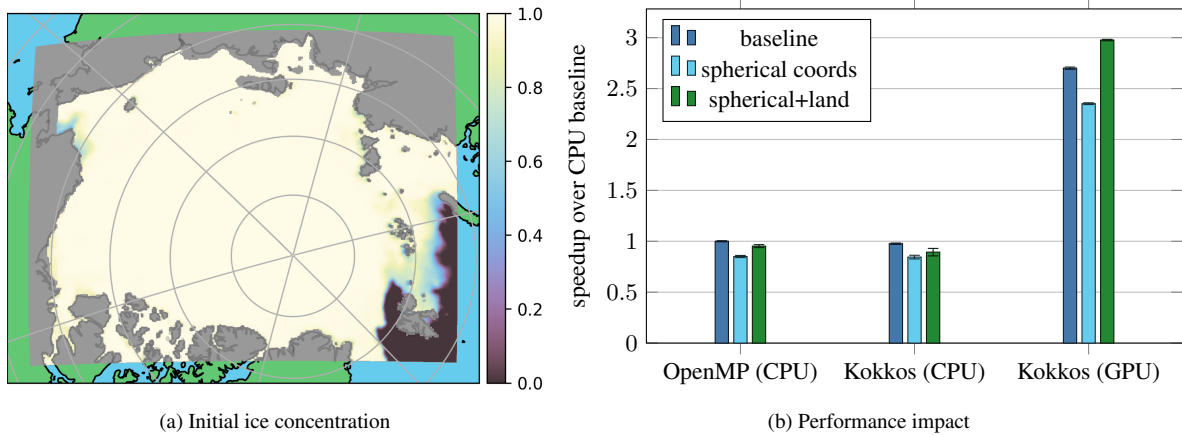 1.0
0.8
0.6
0.4
0.2
0.0
(a) Initial ice concentration
speedup over CPU baseline
3
2.5
2
1.5
1
0.5
0
baseline
spherical coords
spherical+land
OpenMP (CPU)
Kokkos (CPU)
Kokkos (GPU)
(b) Performance impact